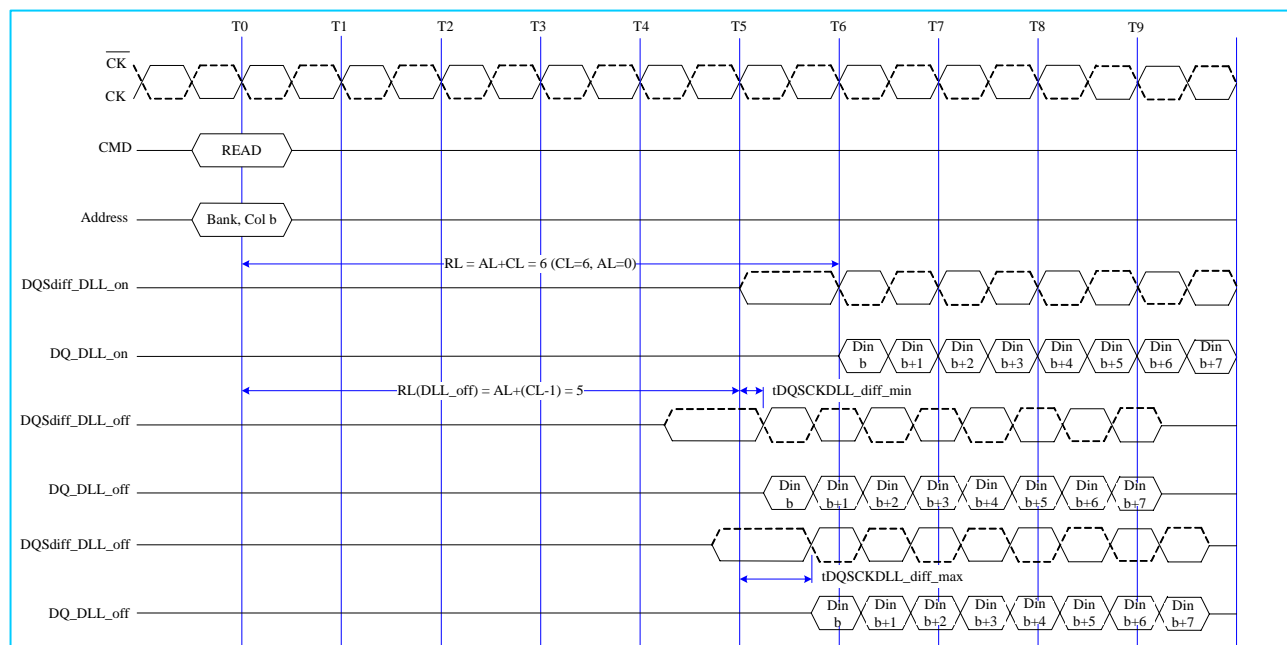 T0 T1 T2 T3 T4 T5 T6 T7 T8 T9
CK
CK
CMD READ
Address Bank, Col b
RL = AL+CL = 6 (CL=6, AL=0)
DQSdiff_DLL_on
DQ_DLL_on Din b Din b+1 Din b+2 Din b+3 Din b+4 Din b+5 Din b+6 Din b+7
RL(DLL_off) = AL+(CL-1) = 5 tDQSCKDLL_diff_min
DQSdiff_DLL_off
DQ_DLL_off Din b Din b+1 Din b+2 Din b+3 Din b+4 Din b+5 Din b+6 Din b+7
DQSdiff_DLL_off
tDQSCKDLL_diff_max
DQ_DLL_off Din b Din b+1 Din b+2 Din b+3 Din b+4 Din b+5 Din b+6 Din b+7